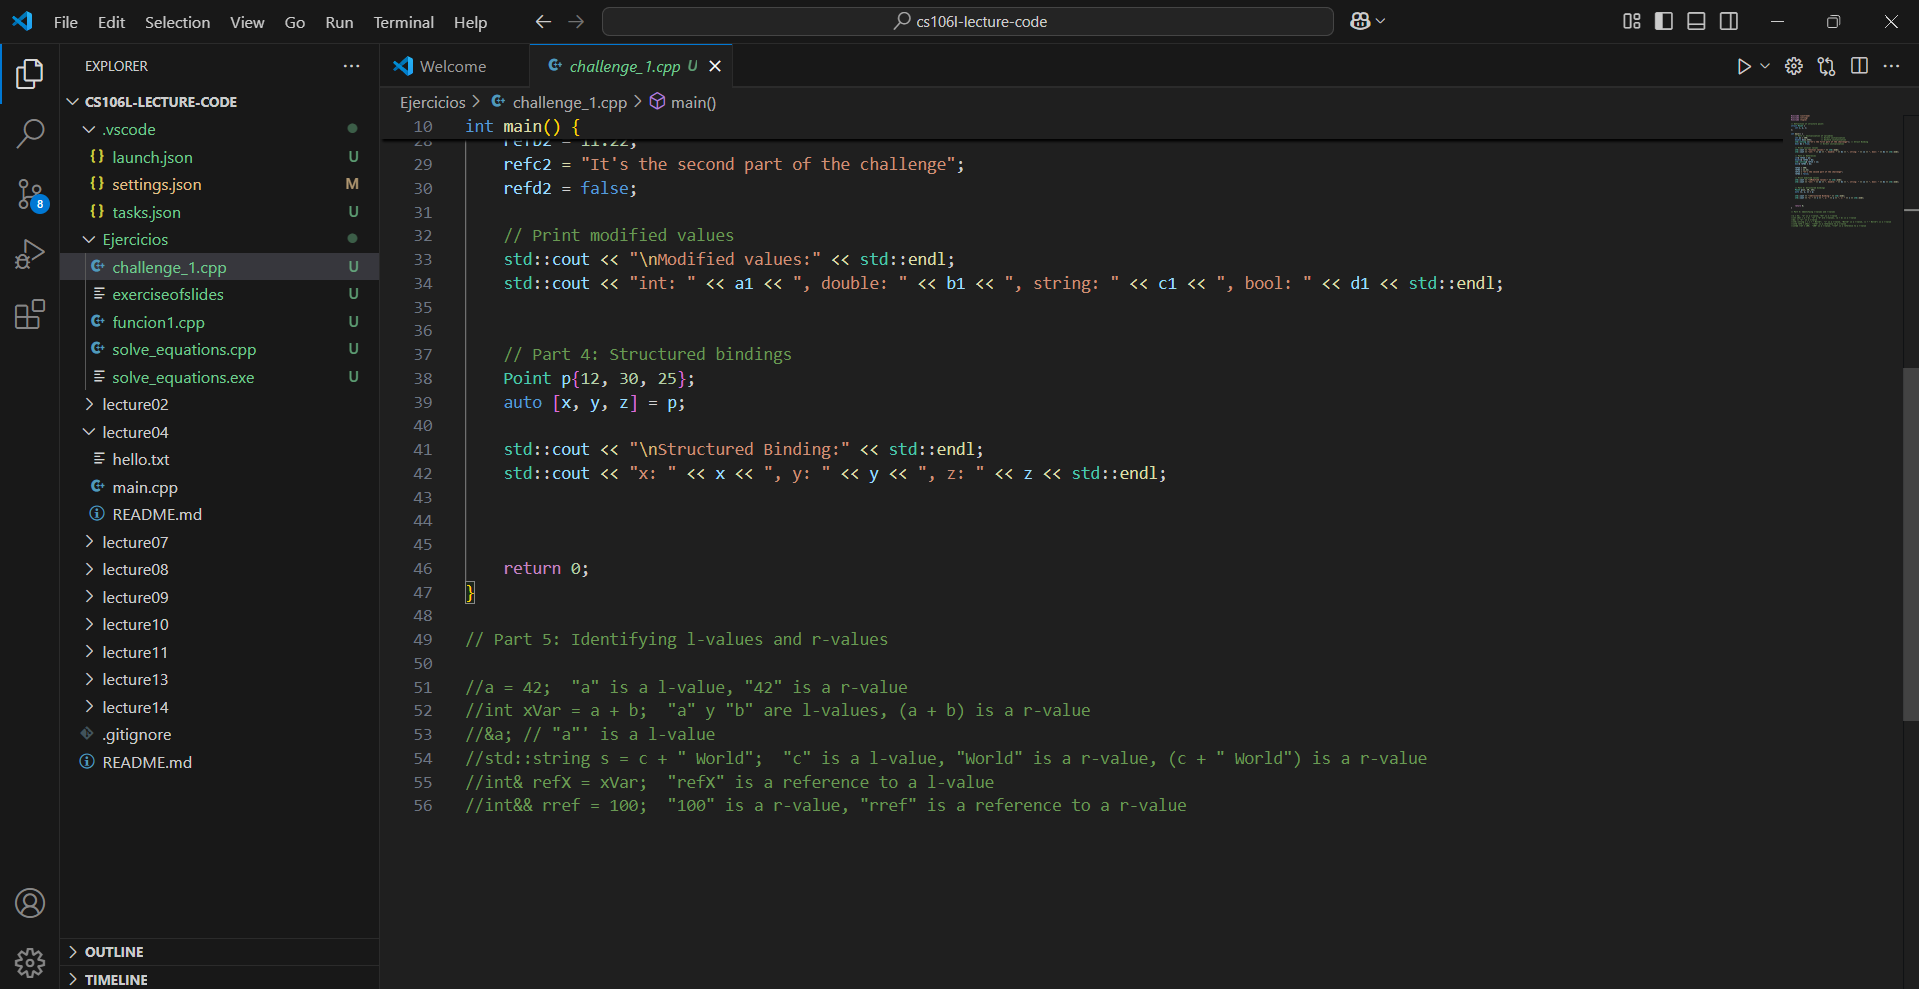 File Edit Selection View Go Run Terminal Help
cs106l-lecture-code
EXPLORER
CS106L-LECTURE-CODE
.vscode
launch.json U
settings.json M
tasks.json U
Ejercicios
challenge_1.cpp U
exerciseofslides U
funcion1.cpp U
solve_equations.cpp U
solve_equations.exe U
lecture02
lecture04
hello.txt
main.cpp
README.md
lecture07
lecture08
lecture09
lecture10
lecture11
lecture13
lecture14
.gitignore
README.md
OUTLINE
TIMELINE
8
Welcome
challenge_1.cpp U
Ejercicios > challenge_1.cpp > main()
10 int main() {
28 refb2 = 11.22;
29 refc2 = "It's the second part of the challenge";
30 refd2 = false;
31
32 // Print modified values
33 std::cout << "\nModified values:" << std::endl;
34 std::cout << "int: " << a1 << ", double: " << b1 << ", string: " << c1 << ", bool: " << d1 << std::endl;
35
36
37 // Part 4: Structured bindings
38 Point p{12, 30, 25};
39 auto [x, y, z] = p;
40
41 std::cout << "\nStructured Binding:" << std::endl;
42 std::cout << "x: " << x << ", y: " << y << ", z: " << z << std::endl;
43
44
45
46 return 0;
47 }
48
49 // Part 5: Identifying l-values and r-values
50
51 //a = 42;  "a" is a l-value, "42" is a r-value
52 //int xVar = a + b;  "a" y "b" are l-values, (a + b) is a r-value
53 //&a; // "a"' is a l-value
54 //std::string s = c + " World";  "c" is a l-value, "World" is a r-value, (c + " World") is a r-value
55 //int& refX = xVar;  "refX" is a reference to a l-value
56 //int&& rref = 100;  "100" is a r-value, "rref" is a reference to a r-value